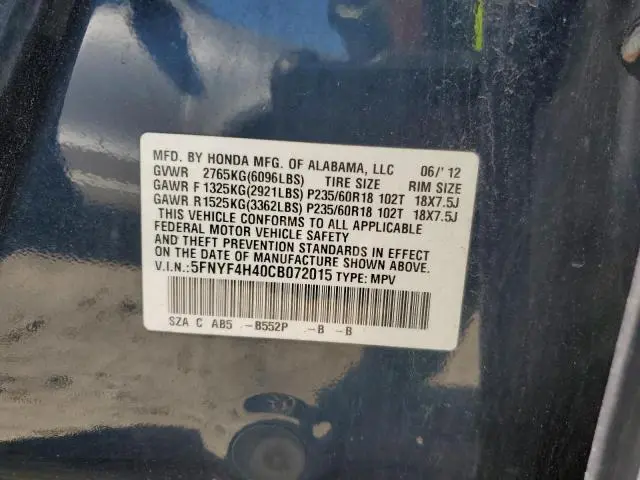 MFD. BY HONDA MFG. OF ALABAMA, LLC 06/'12
GVWR 2765KG(6096LBS) TIRE SIZE RIM SIZE
GAWR F 1325KG(2921LBS) P235/60R18 102T 18X7.5J
GAWR R1525KG(3362LBS) P235/60R18 102T 18X7.5J
THIS VEHICLE CONFORMS TO ALL APPLICABLE
FEDERAL MOTOR VEHICLE SAFETY
AND THEFT PREVENTION STANDARDS IN EFFECT
ON THE DATE OF MANUFACTURE SHOWN ABOVE.
V.I.N.:5FNYF4H40CB072015 TYPE: MPV
SZA C AB5 -B552P -B -B